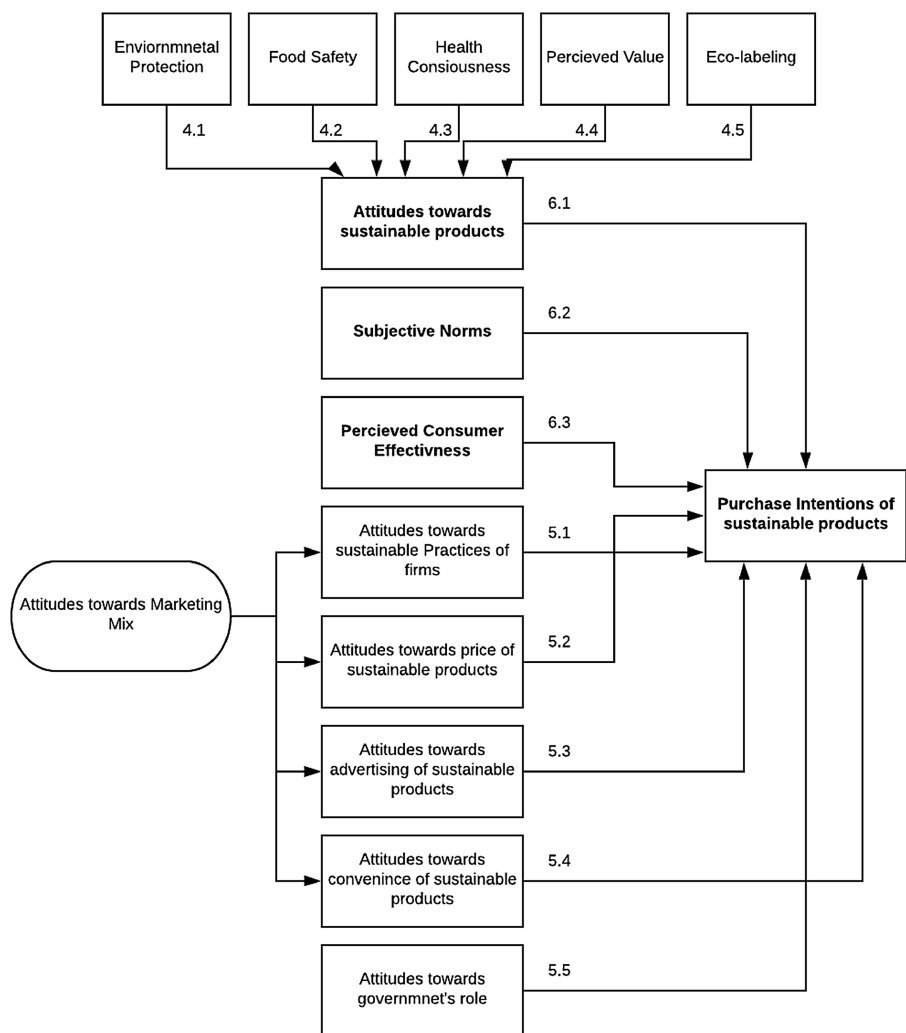 Enviornmnetal
Protection
Food Safety
Health
Consiousness
Percieved Value
Eco-labeling
4.1
4.2
4.3
4.4
4.5
Attitudes towards
sustainable products
6.1
Subjective Norms
6.2
Percieved Consumer
Effectivness
6.3
Purchase Intentions of
sustainable products
Attitudes towards
sustainable Practices of
firms
5.1
Attitudes towards Marketing
Mix
Attitudes towards price of
sustainable products
5.2
Attitudes towards
advertising of sustainable
products
5.3
Attitudes towards
convenince of sustainable
products
5.4
Attitudes towards
governmnet's role
5.5